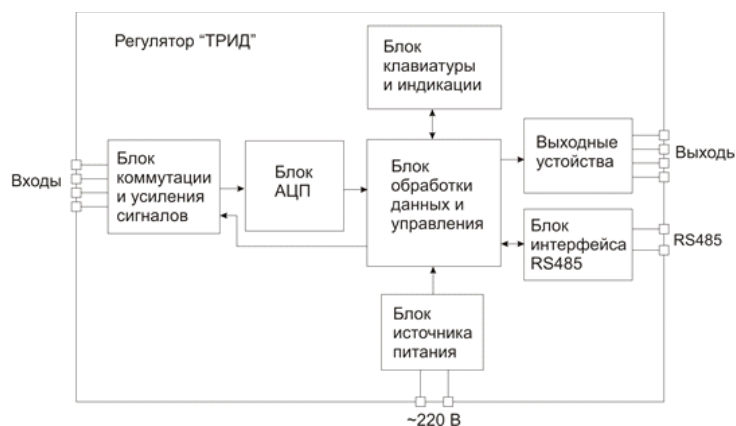 Регулятор “ТРИД”
Блок
клавиатуры
и индикации
Входы
Блок
коммутации
и усиления
сигналов
Блок
АЦП
Блок
обработки
данных и
управления
Выходные
устойства
Выходы
Блок
интерфейса
RS485
RS485
Блок
источника
питания
~220 В